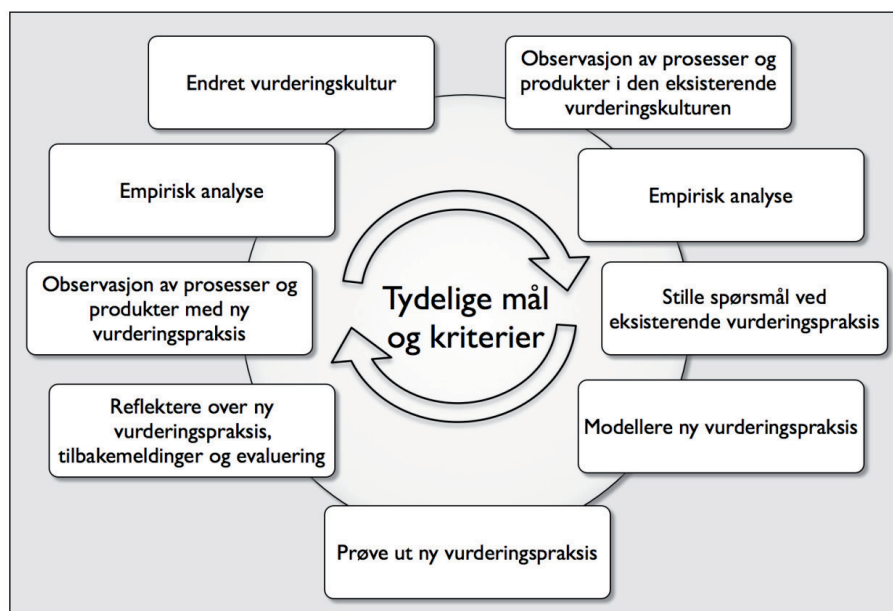 Endret vurderingskultur
Observasjon av prosesser og
produkter i den eksisterende
vurderingskulturen
Empirisk analyse
Empirisk analyse
Observasjon av prosesser og
produkter med ny
vurderingspraksis
Tydelige mål
og kriterier
Stille spørsmål ved
eksisterende vurderingspraksis
Reflektere over ny
vurderingspraksis,
tilbakemeldinger og evaluering
Modellere ny vurderingspraksis
Prøve ut ny vurderingspraksis